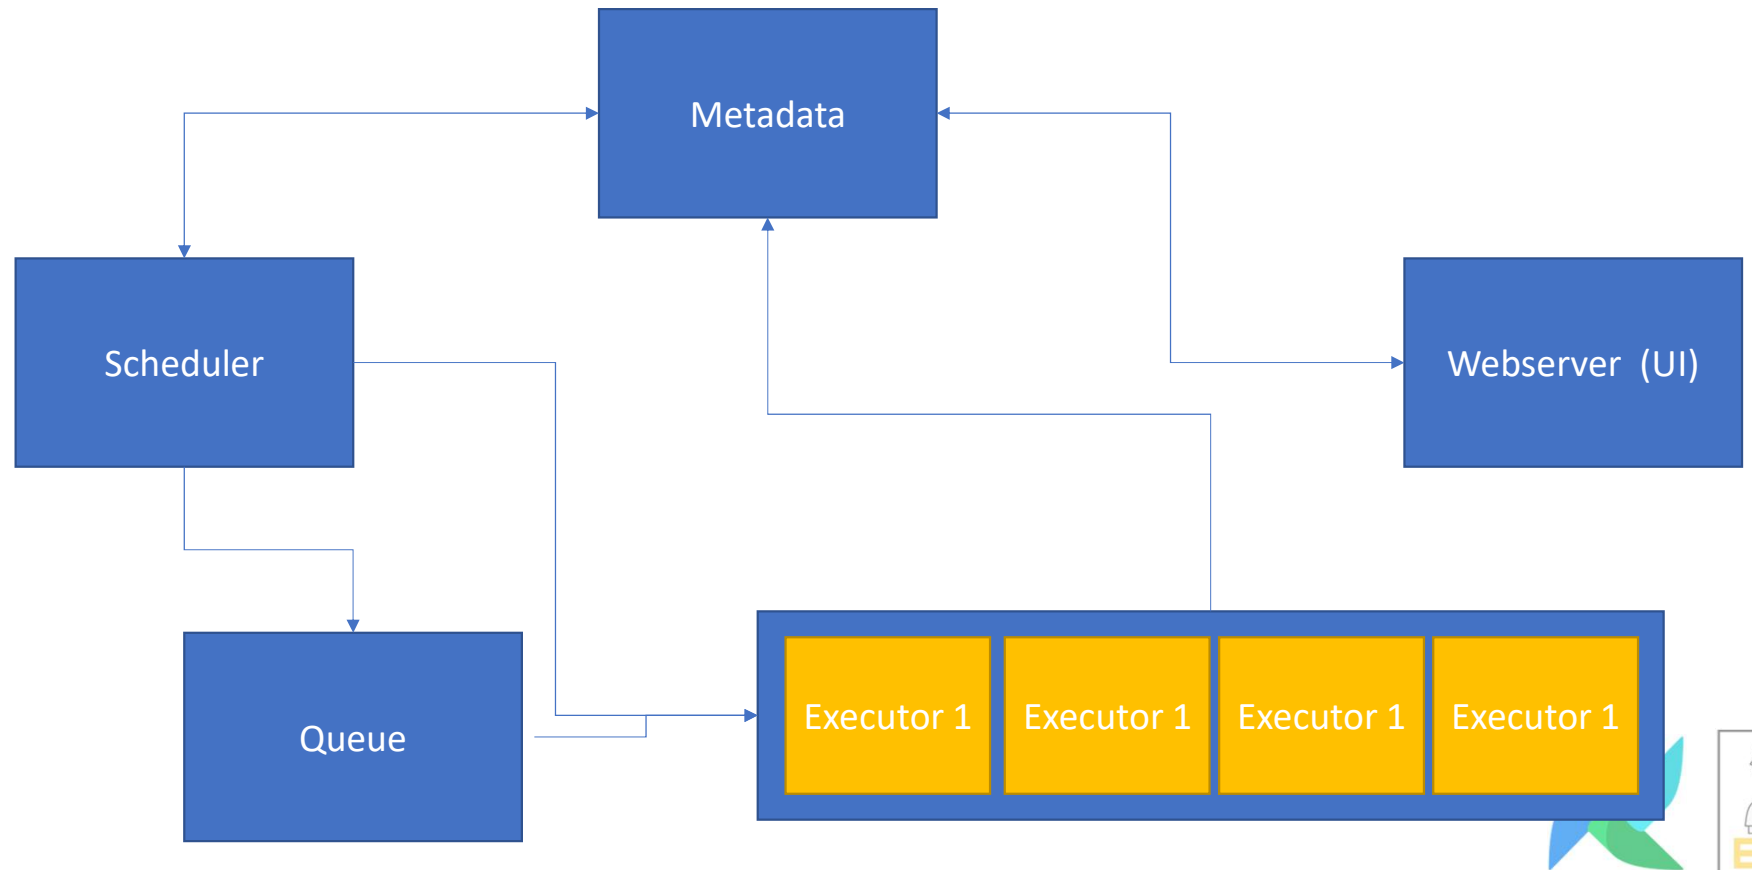 Metadata
Scheduler
Webserver  (UI)
Queue
Executor 1
Executor 1
Executor 1
Executor 1